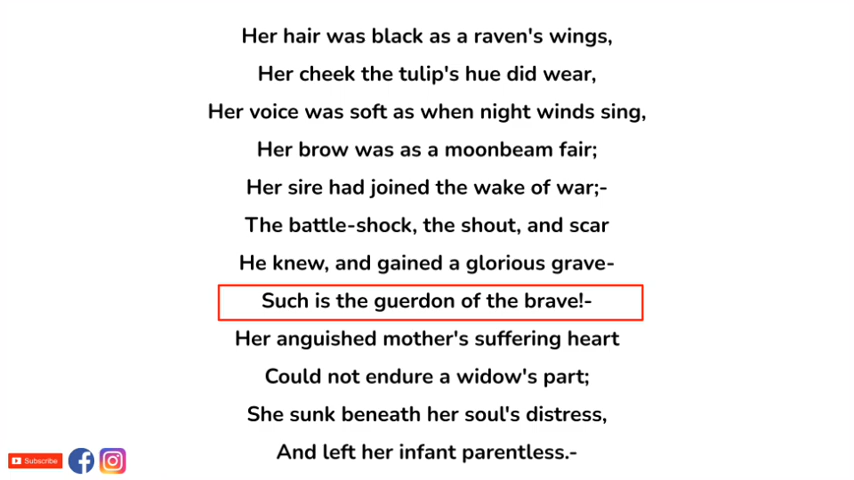 Her hair was black as a raven's wings,
Her cheek the tulip's hue did wear,
Her voice was soft as when night winds sing,
Her brow was as a moonbeam fair;
Her sire had joined the wake of war;-
The battle-shock, the shout, and scar
He knew, and gained a glorious grave-
Such is the guerdon of the brave!-
Her anguished mother's suffering heart
Could not endure a widow's part;
She sunk beneath her soul's distress,
And left her infant parentless.-
Subscribe